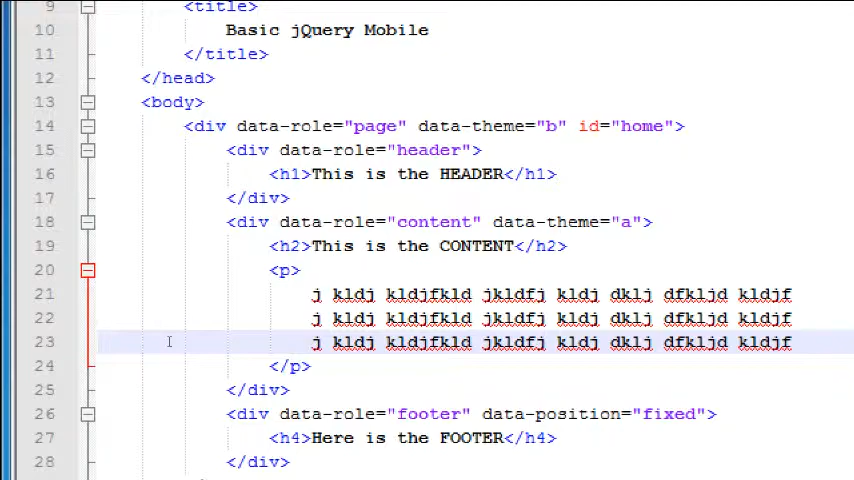 9 <title>
10 Basic jQuery Mobile
11 </title>
12 </head>
13 <body>
14 <div data-role="page" data-theme="b" id="home">
15 <div data-role="header">
16 <h1>This is the HEADER</h1>
17 </div>
18 <div data-role="content" data-theme="a">
19 <h2>This is the CONTENT</h2>
20 <p>
21 j kldj kldjfkld jkldfj kldj dklj dfkljd kldjf
22 j kldj kldjfkld jkldfj kldj dklj dfkljd kldjf
23 j kldj kldjfkld jkldfj kldj dklj dfkljd kldjf
24 </p>
25 </div>
26 <div data-role="footer" data-position="fixed">
27 <h4>Here is the FOOTER</h4>
28 </div>